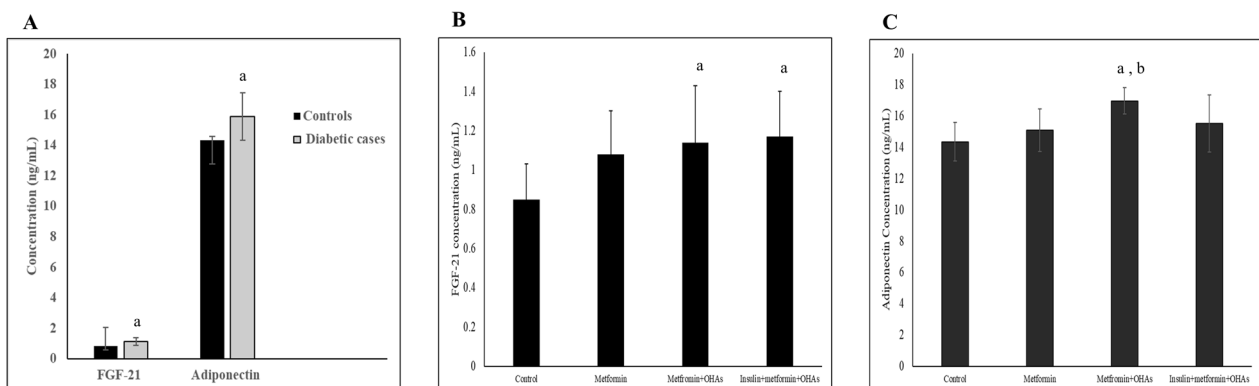 A
Concentration (ng/mL)
20
18
16
14
12
10
8
6
4
2
0
a
a
Controls
Diabetic cases
FGF-21
Adiponectin
B
FGF-21 concentration (ng/mL)
1.6
1.4
1.2
1
0.8
0.6
0.4
0.2
0
a
a
Control
Metformin
Metfromin+OHAs
Insulin+metformin+OHAs
C
Adiponectin Concentration (ng/mL)
20
18
16
14
12
10
8
6
4
2
0
a , b
Control
Metformin
Metfromin+OHAs
Insulin+metformin+OHAs